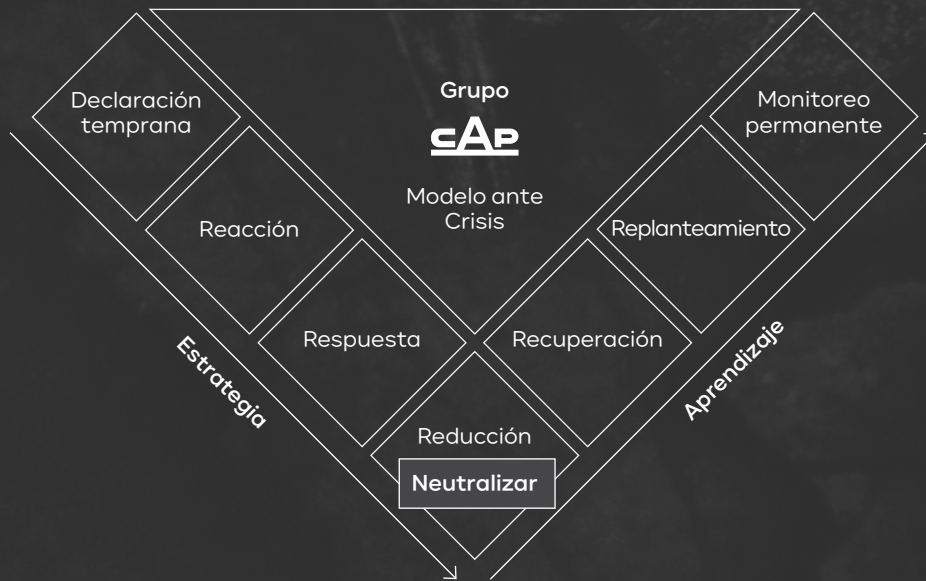 Grupo
CAP
Modelo ante
Crisis
Declaración
temprana
Reacción
Respuesta
Reducción
Neutralizar
Recuperación
Replanteamiento
Monitoreo
permanente
Estrategia
Aprendizaje